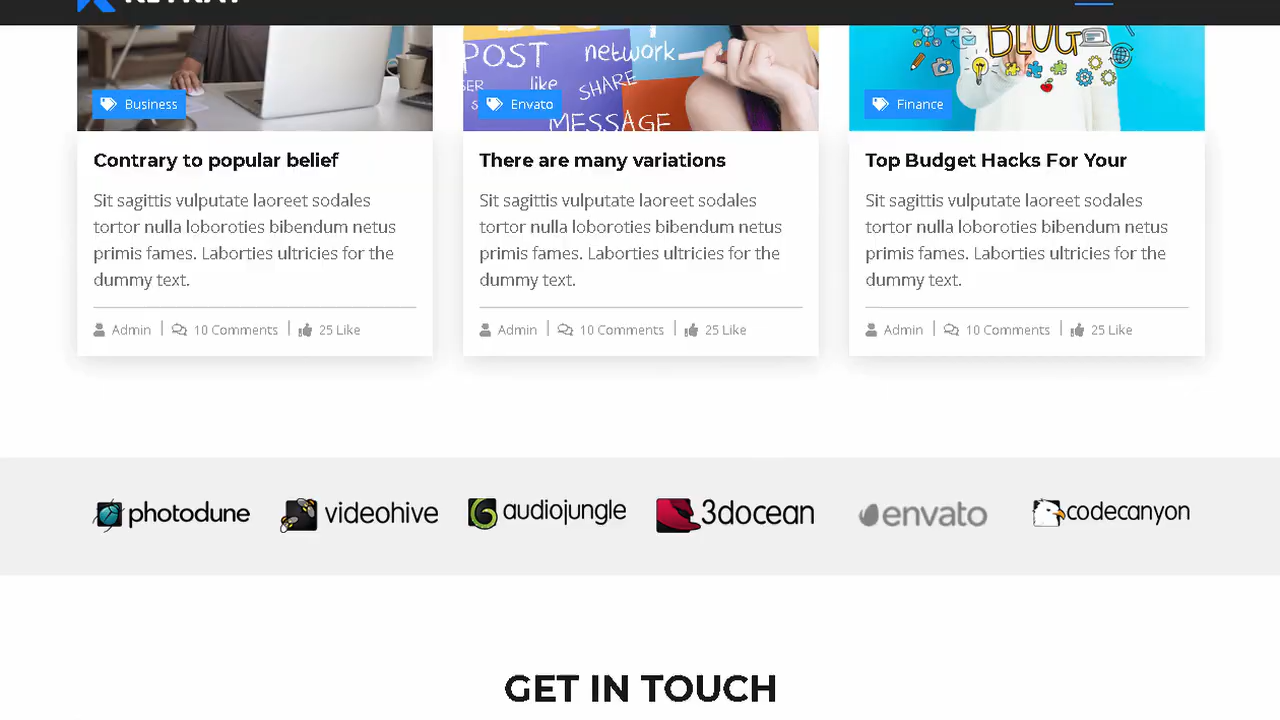 POST network
like SHARE
MESSAGE
BLOG
Business
Envato
Finance
Contrary to popular belief
Sit sagittis vulputate laoreet sodales
tortor nulla loboroties bibendum netus
primis fames. Laborties ultricies for the
dummy text.
Admin | 10 Comments | 25 Like
There are many variations
Sit sagittis vulputate laoreet sodales
tortor nulla loboroties bibendum netus
primis fames. Laborties ultricies for the
dummy text.
Admin | 10 Comments | 25 Like
Top Budget Hacks For Your
Sit sagittis vulputate laoreet sodales
tortor nulla loboroties bibendum netus
primis fames. Laborties ultricies for the
dummy text.
Admin | 10 Comments | 25 Like
photodune videohive audiojungle 3docean envato codecanyon
GET IN TOUCH